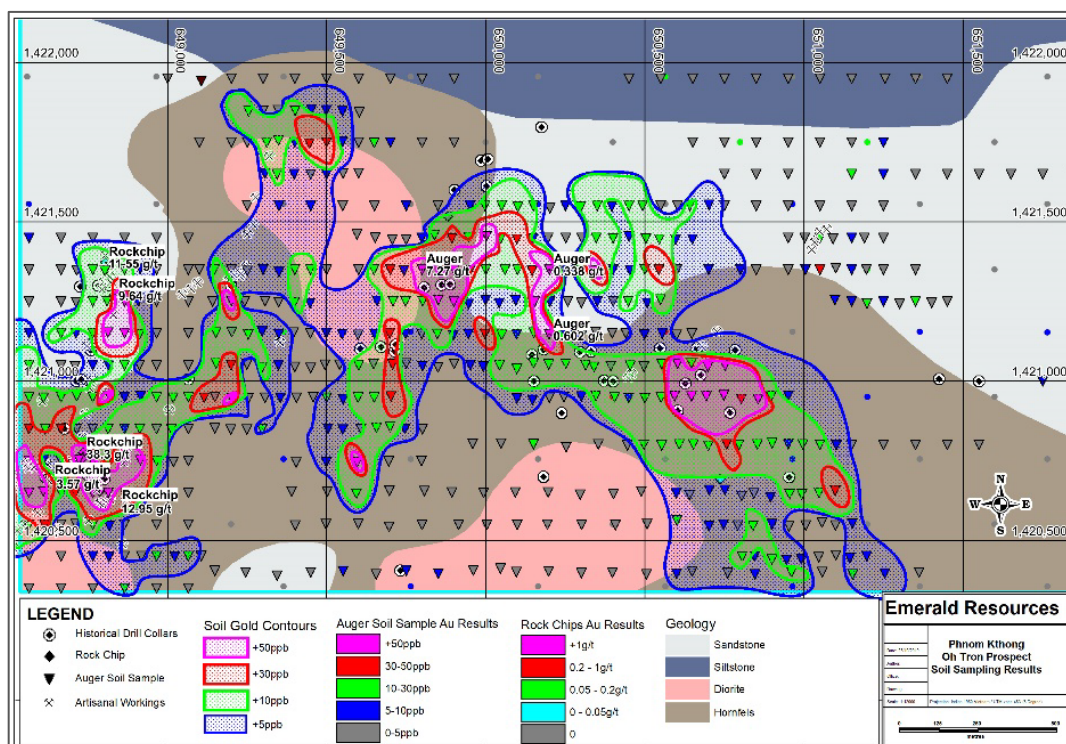 649,000
649,500
650,000
650,500
651,000
651,500
1,422,000
1,422,000
1,421,500
1,421,500
Rockchip
11.55 g/t
Rockchip
9.64 g/t
Auger
7.27 g/t
Auger
0.338 g/t
Auger
0.602 g/t
1,421,000
1,421,000
Rockchip
38.3 g/t
Rockchip
3.57 g/t
Rockchip
12.95 g/t
N
W
E
S
1,420,500
1,420,500
LEGEND
Historical Drill Collars
Rock Chip
Auger Soil Sample
Artisanal Workings
Soil Gold Contours
+50ppb
+30ppb
+10ppb
+5ppb
Auger Soil Sample Au Results
+50ppb
30-50ppb
10-30ppb
5-10ppb
0-5ppb
Rock Chips Au Results
+1g/t
0.2 - 1g/t
0.05 - 0.2g/t
0 - 0.05g/t
0
Geology
Sandstone
Siltstone
Diorite
Hornfels
Emerald Resources
Phnom Kthong
Oh Tron Prospect
Soil Sampling Results